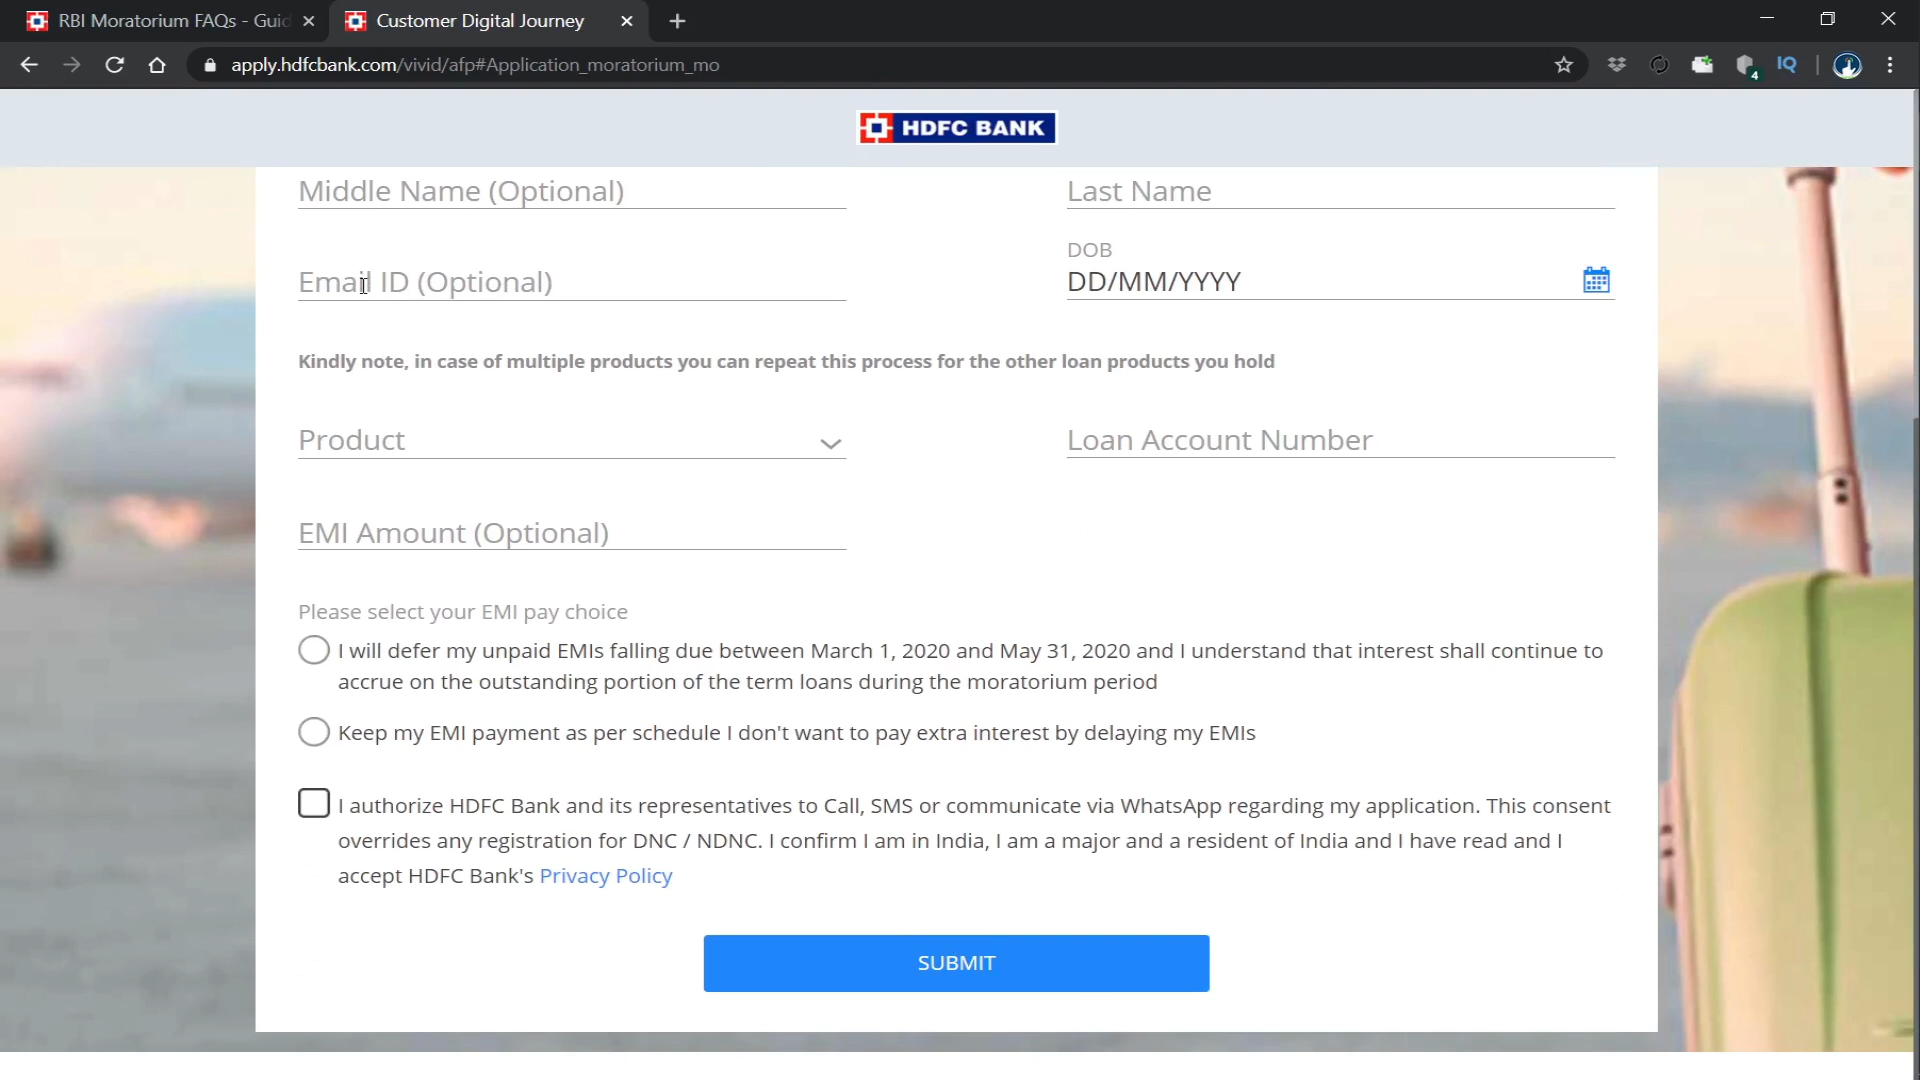 RBI Moratorium FAQs - Guid
Customer Digital Journey
apply.hdfcbank.com/vivid/afp#Application_moratorium_mo
4
IQ
HDFC BANK
Middle Name (Optional)
Last Name
DOB
Email ID (Optional)
DD/MM/YYYY
Kindly note, in case of multiple products you can repeat this process for the other loan products you hold
Product
Loan Account Number
EMI Amount (Optional)
Please select your EMI pay choice
I will defer my unpaid EMIs falling due between March 1, 2020 and May 31, 2020 and I understand that interest shall continue to
accrue on the outstanding portion of the term loans during the moratorium period
Keep my EMI payment as per schedule I don't want to pay extra interest by delaying my EMIs
I authorize HDFC Bank and its representatives to Call, SMS or communicate via WhatsApp regarding my application. This consent
overrides any registration for DNC / NDNC. I confirm I am in India, I am a major and a resident of India and I have read and I
accept HDFC Bank's Privacy Policy
SUBMIT